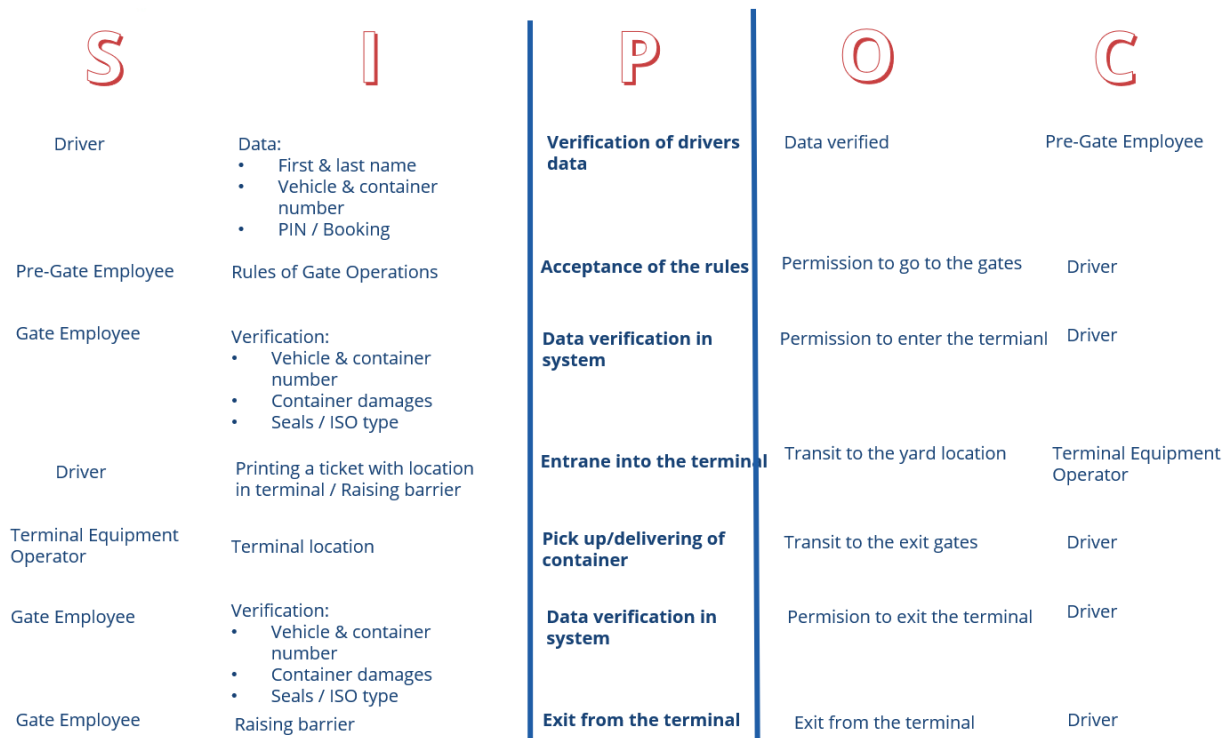 S I P O C
Driver
Data:
• First & last name
• Vehicle & container
number
• PIN / Booking
Verification of drivers
data
Data verified
Pre-Gate Employee
Pre-Gate Employee
Rules of Gate Operations
Acceptance of the rules
Permission to go to the gates
Driver
Gate Employee
Verification:
• Vehicle & container
number
• Container damages
• Seals / ISO type
Data verification in
system
Permission to enter the termianl
Driver
Driver
Printing a ticket with location
in terminal / Raising barrier
Entrane into the terminal
Transit to the yard location
Terminal Equipment
Operator
Terminal Equipment
Operator
Terminal location
Pick up/delivering of
container
Transit to the exit gates
Driver
Gate Employee
Verification:
• Vehicle & container
number
• Container damages
• Seals / ISO type
Data verification in
system
Permision to exit the terminal
Driver
Gate Employee
Raising barrier
Exit from the terminal
Exit from the terminal
Driver